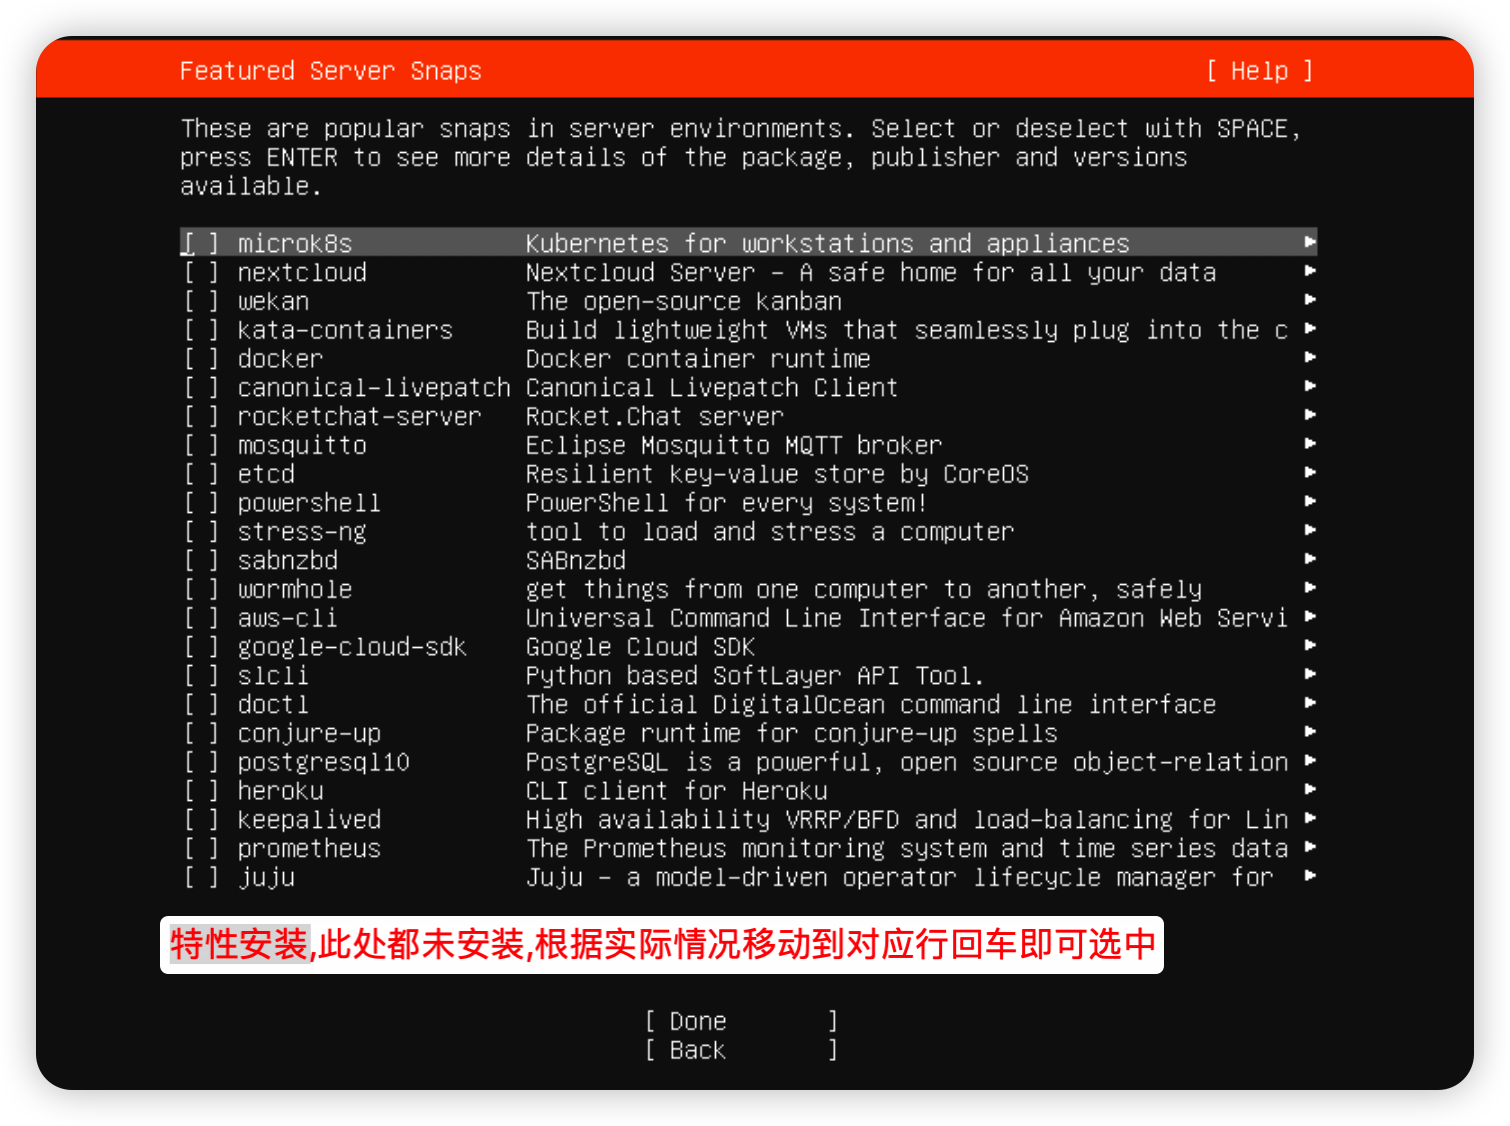 Featured Server Snaps [ Help ]
These are popular snaps in server environments. Select or deselect with SPACE,
press ENTER to see more details of the package, publisher and versions
available.
[ ] microk8s Kubernetes for workstations and appliances ▸
[ ] nextcloud Nextcloud Server - A safe home for all your data ▸
[ ] wekan The open-source kanban ▸
[ ] kata-containers Build lightweight VMs that seamlessly plug into the c ▸
[ ] docker Docker container runtime ▸
[ ] canonical-livepatch Canonical Livepatch Client ▸
[ ] rocketchat-server Rocket.Chat server ▸
[ ] mosquitto Eclipse Mosquitto MQTT broker ▸
[ ] etcd Resilient key-value store by CoreOS ▸
[ ] powershell PowerShell for every system! ▸
[ ] stress-ng tool to load and stress a computer ▸
[ ] sabnzbd SABnzbd ▸
[ ] wormhole get things from one computer to another, safely ▸
[ ] aws-cli Universal Command Line Interface for Amazon Web Servi ▸
[ ] google-cloud-sdk Google Cloud SDK ▸
[ ] slcli Python based SoftLayer API Tool. ▸
[ ] doctl The official DigitalOcean command line interface ▸
[ ] conjure-up Package runtime for conjure-up spells ▸
[ ] postgresql10 PostgreSQL is a powerful, open source object-relation ▸
[ ] heroku CLI client for Heroku ▸
[ ] keepalived High availability VRRP/BFD and load-balancing for Lin ▸
[ ] prometheus The Prometheus monitoring system and time series data ▸
[ ] juju Juju - a model-driven operator lifecycle manager for ▸
特性安装,此处都未安装,根据实际情况移动到对应行回车即可选中
[ Done ]
[ Back ]